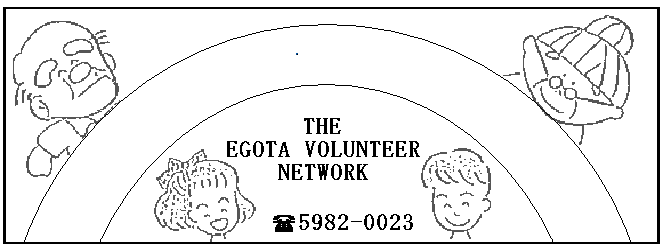 THE
EGOTA VOLUNTEER
NETWORK
☎5982-0023